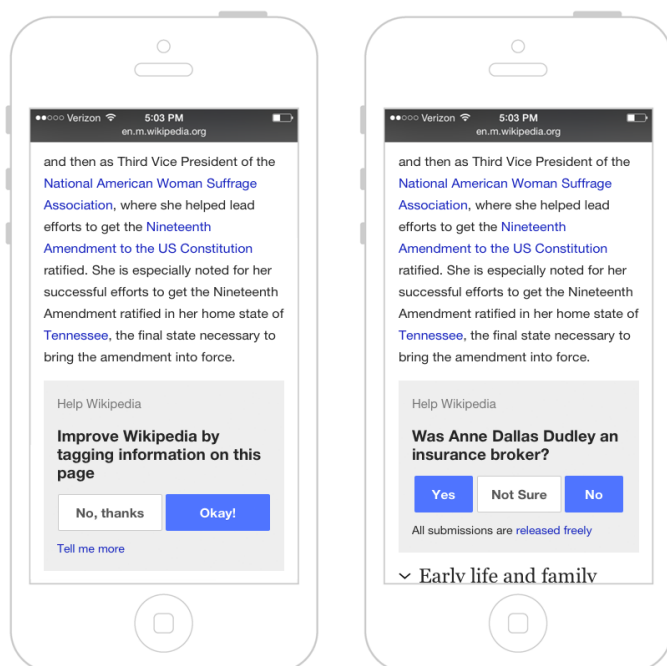 Verizon 5:03 PM
en.m.wikipedia.org
and then as Third Vice President of the
National American Woman Suffrage
Association, where she helped lead
efforts to get the Nineteenth
Amendment to the US Constitution
ratified. She is especially noted for her
successful efforts to get the Nineteenth
Amendment ratified in her home state of
Tennessee, the final state necessary to
bring the amendment into force.
Help Wikipedia
Improve Wikipedia by
tagging information on this
page
No, thanks Okay!
Tell me more
Verizon 5:03 PM
en.m.wikipedia.org
and then as Third Vice President of the
National American Woman Suffrage
Association, where she helped lead
efforts to get the Nineteenth
Amendment to the US Constitution
ratified. She is especially noted for her
successful efforts to get the Nineteenth
Amendment ratified in her home state of
Tennessee, the final state necessary to
bring the amendment into force.
Help Wikipedia
Was Anne Dallas Dudley an
insurance broker?
Yes Not Sure No
All submissions are released freely
Early life and family